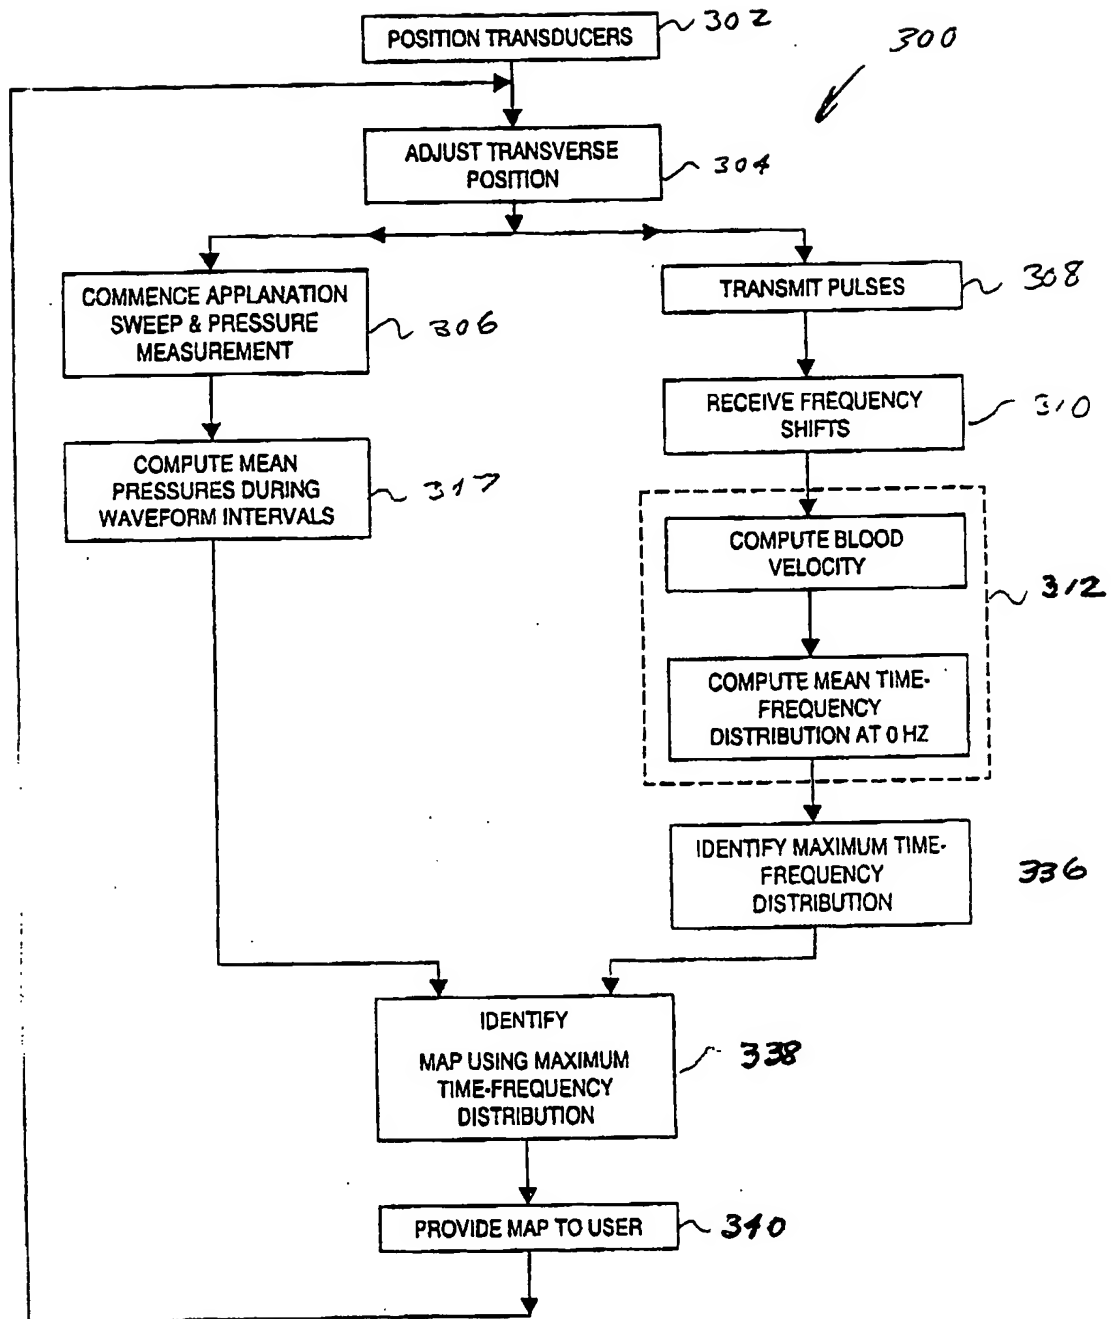 POSITION TRANSDUCERS
302
300
ADJUST TRANSVERSE
POSITION
304
COMMENCE APPLANATION
SWEEP & PRESSURE
MEASUREMENT
306
TRANSMIT PULSES
308
RECEIVE FREQUENCY
SHIFTS
310
COMPUTE MEAN
PRESSURES DURING
WAVEFORM INTERVALS
317
COMPUTE BLOOD
VELOCITY
312
COMPUTE MEAN TIME-
FREQUENCY
DISTRIBUTION AT 0 HZ
IDENTIFY MAXIMUM TIME-
FREQUENCY
DISTRIBUTION
336
IDENTIFY
MAP USING MAXIMUM
TIME-FREQUENCY
DISTRIBUTION
338
PROVIDE MAP TO USER
340